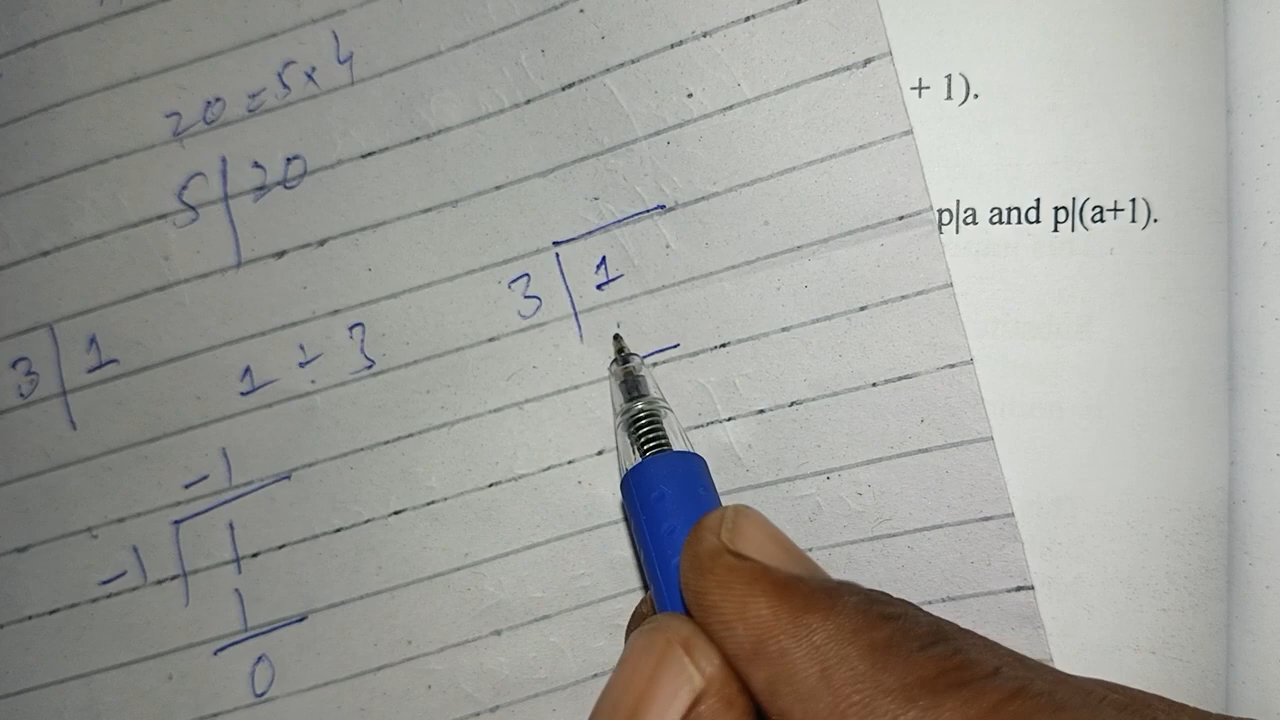 20 = 5 x 4
5 | 20
+ 1).
p|a and p|(a+1).
3 | 1
1 ÷ 3
3 | 1
-1
-1 | 1
1
0